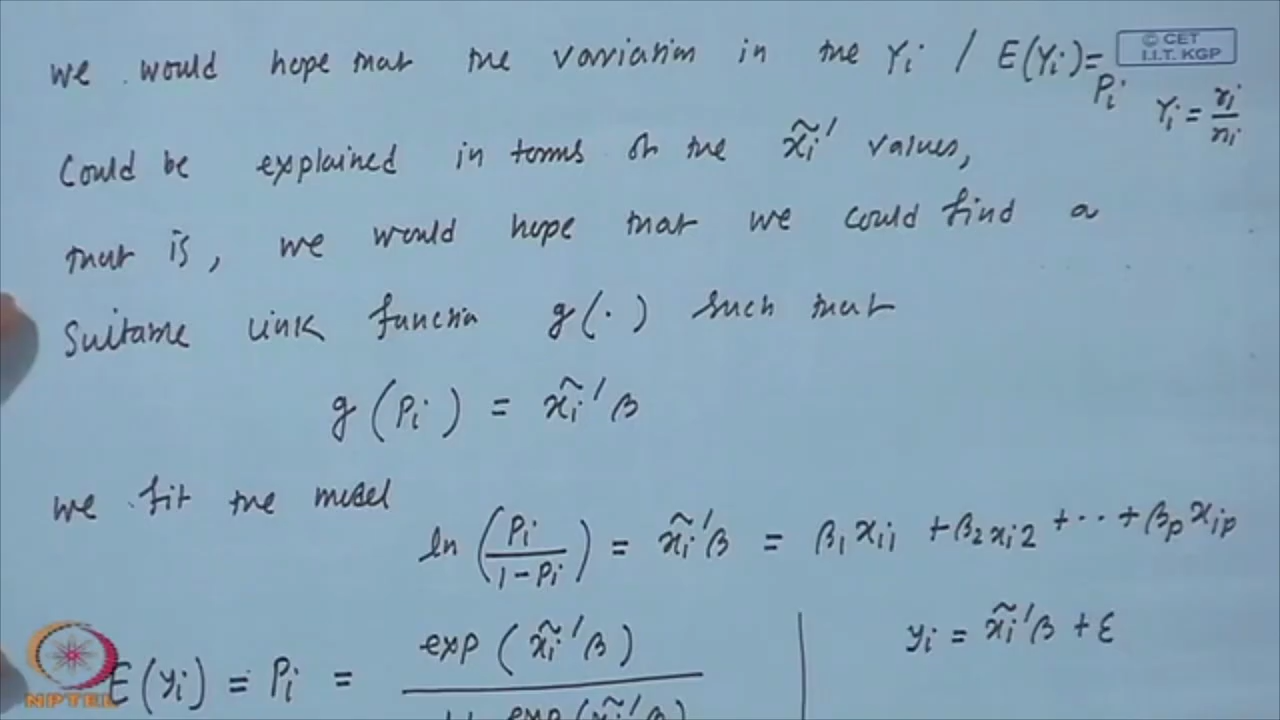 we would hope that the variation in the Yi / E(Yi)=Pi
© CET
I.I.T. KGP
Yi = ri/ni
Could be explained in terms of the x̃i′ values,
that is, we would hope that we could find a
Suitable link function g(·) such that
g(Pi) = x̃i′β
we fit the model
ln(Pi/1-Pi) = x̃i′β = β1xi1 + β2xi2 + ·· + βpxip
yi = x̃i′β + ε
E(yi) = Pi = exp(x̃i′β)
exp(x̃i′β)
NPTEL